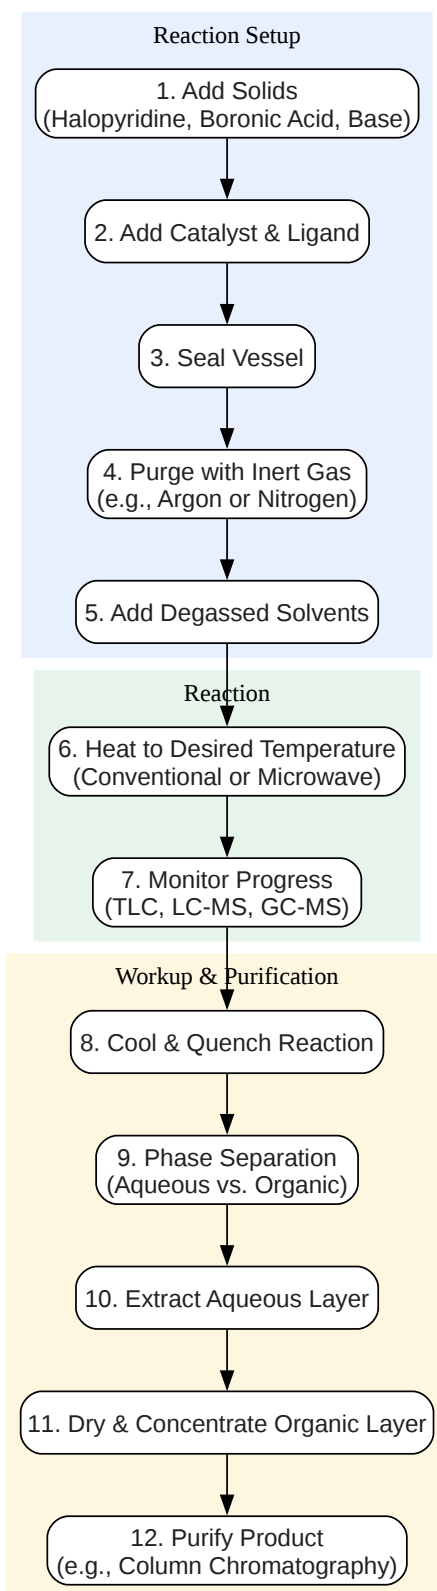 Reaction Setup
1. Add Solids
(Halopyridine, Boronic Acid, Base)
2. Add Catalyst & Ligand
3. Seal Vessel
4. Purge with Inert Gas
(e.g., Argon or Nitrogen)
5. Add Degassed Solvents
Reaction
6. Heat to Desired Temperature
(Conventional or Microwave)
7. Monitor Progress
(TLC, LC-MS, GC-MS)
Workup & Purification
8. Cool & Quench Reaction
9. Phase Separation
(Aqueous vs. Organic)
10. Extract Aqueous Layer
11. Dry & Concentrate Organic Layer
12. Purify Product
(e.g., Column Chromatography)